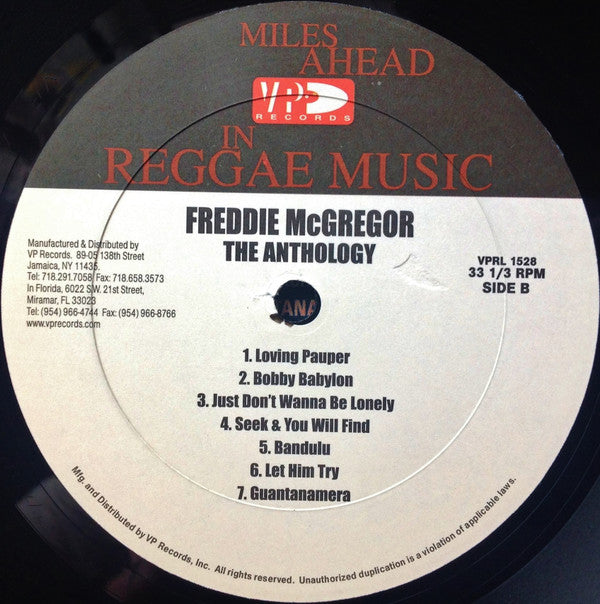 MILES
AHEAD
VP
RECORDS
IN
REGGAE MUSIC
FREDDIE McGREGOR
THE ANTHOLOGY
Manufactured & Distributed by
VP Records. 89-05 138th Street
Jamaica, NY 11435.
Tel: 718.291.7058 Fax: 718.658.3573
In Florida, 6022 S.W. 21st Street,
Miramar, FL 33023
Tel: (954) 966-4744 Fax: (954) 966-8766
www.vprecords.com
VPRL 1528
33 1/3 RPM
SIDE B
ANA
1. Loving Pauper
2. Bobby Babylon
3. Just Don't Wanna Be Lonely
4. Seek & You Will Find
5. Bandulu
6. Let Him Try
7. Guantanamera
Mfg. and Distributed by VP Records, Inc. All rights reserved. Unauthorized duplication is a violation of applicable laws.